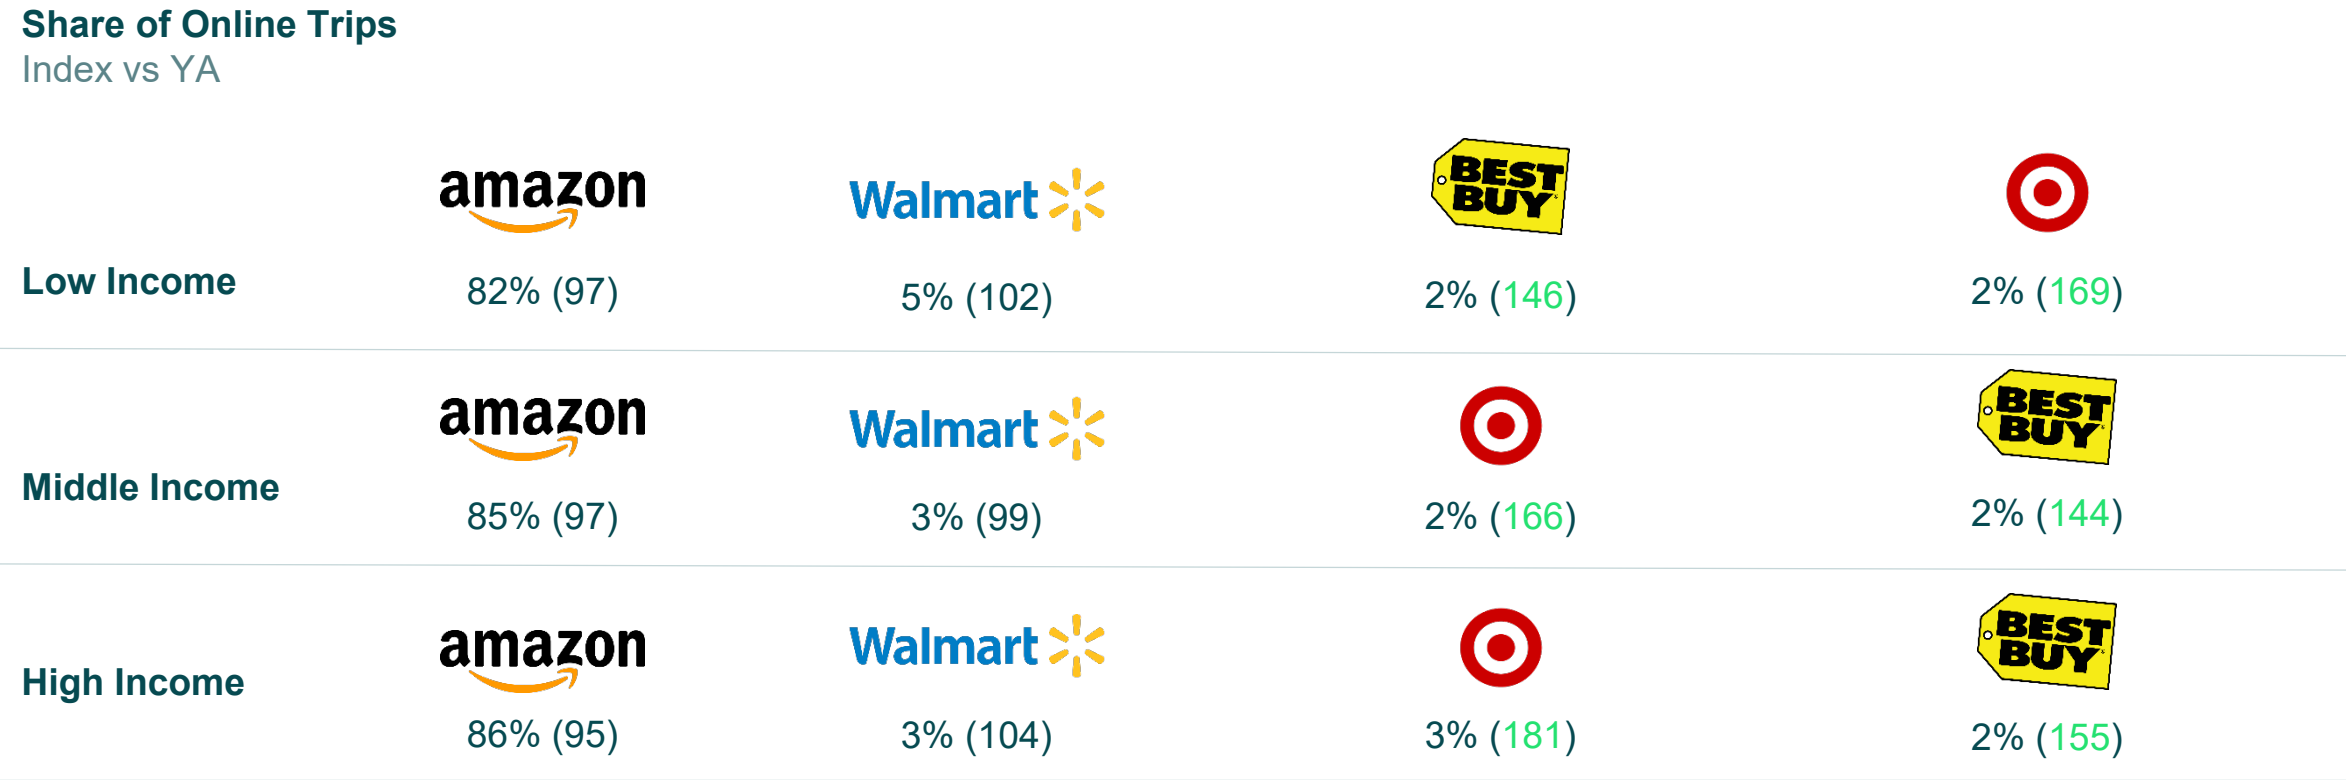 Share of Online Trips
Index vs YA
amazon
Walmart
BEST
BUY
Low Income
82% (97)
5% (102)
2% (146)
2% (169)
amazon
Walmart
BEST
BUY
Middle Income
85% (97)
3% (99)
2% (166)
2% (144)
amazon
Walmart
BEST
BUY
High Income
86% (95)
3% (104)
3% (181)
2% (155)